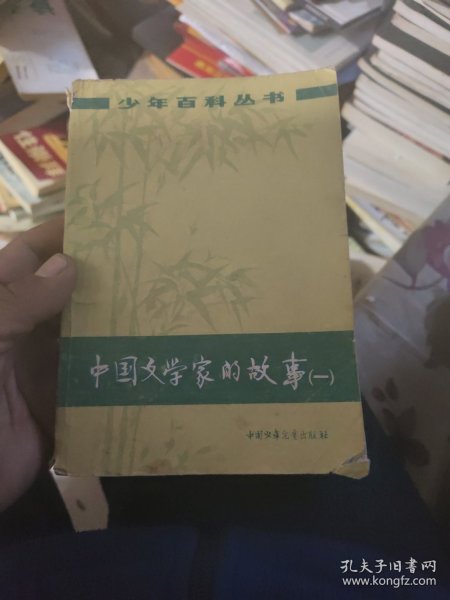 少年百科丛书
中国文学家的故事(一)
中国少年儿童出版社
孔夫子旧书网
www.kongfz.com